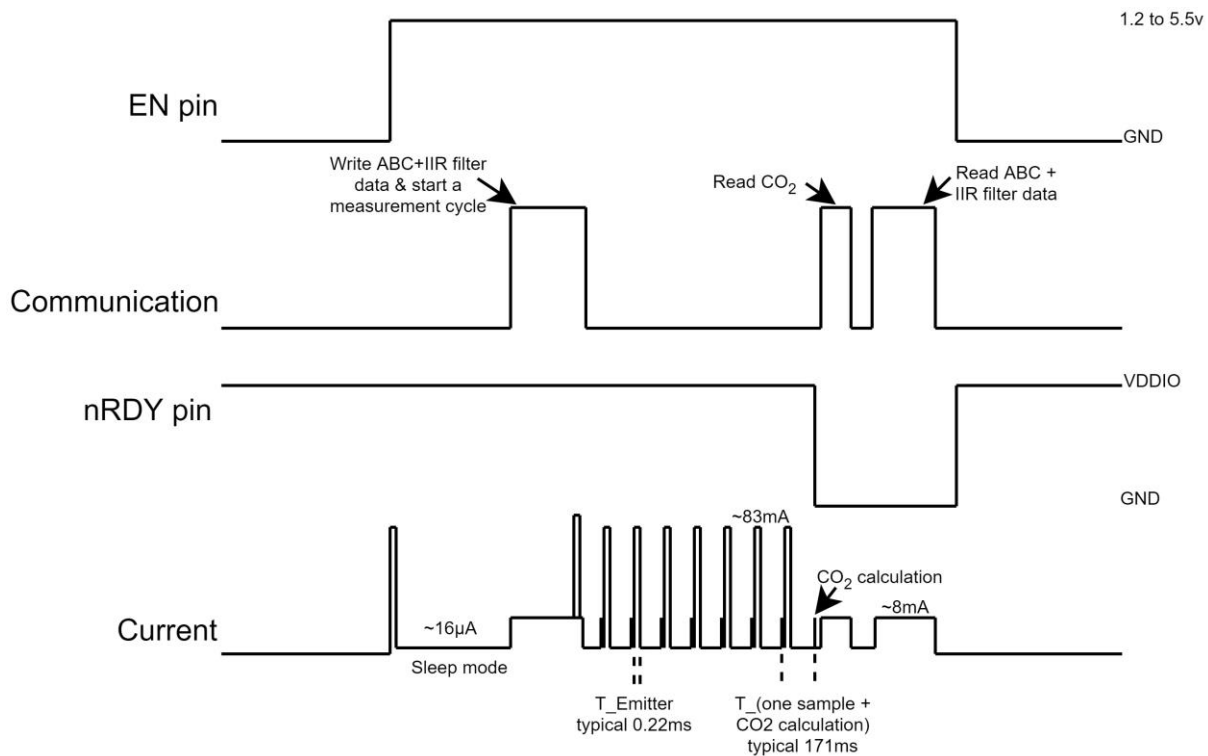 1.2 to 5.5v
EN pin
GND
Write ABC+IIR filter
data & start a
measurement cycle
Read CO₂
Read ABC +
IIR filter data
Communication
VDDIO
nRDY pin
GND
~83mA
CO₂ calculation
~8mA
~16µA
Current
Sleep mode
T_Emitter
typical 0.22ms
T_(one sample +
CO2 calculation)
typical 171ms